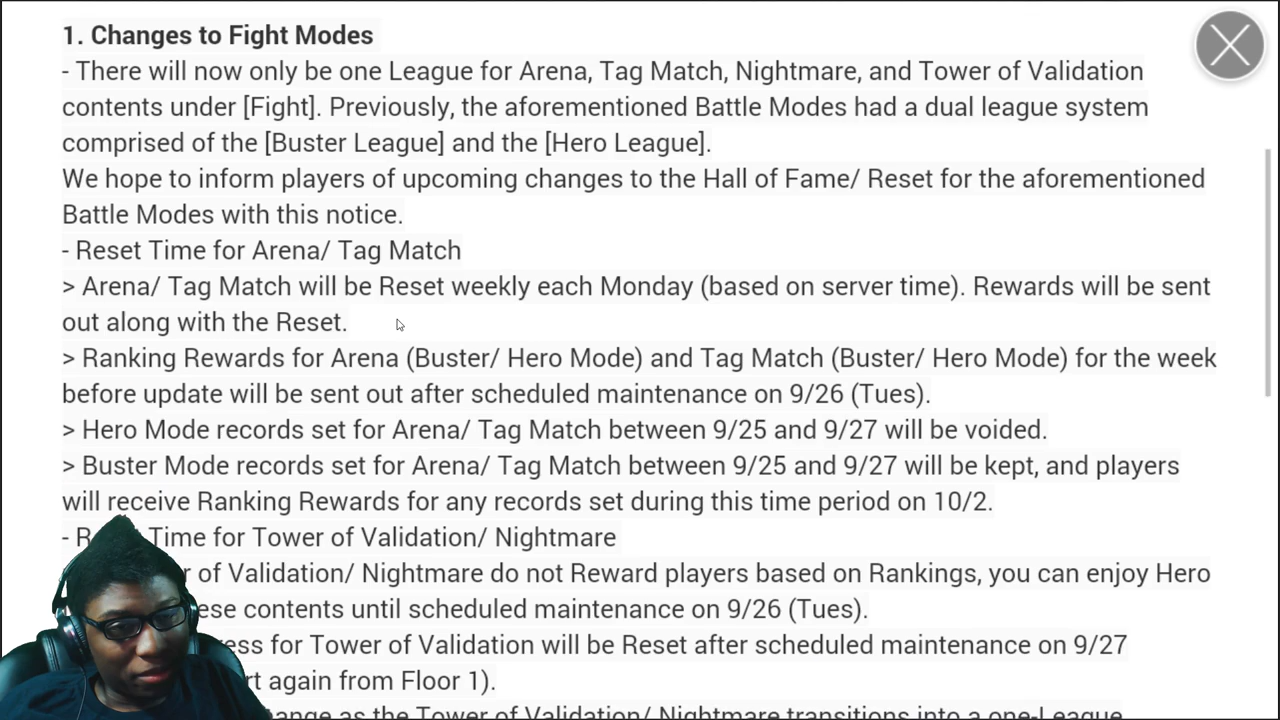 1. Changes to Fight Modes
- There will now only be one League for Arena, Tag Match, Nightmare, and Tower of Validation
contents under [Fight]. Previously, the aforementioned Battle Modes had a dual league system
comprised of the [Buster League] and the [Hero League].
We hope to inform players of upcoming changes to the Hall of Fame/ Reset for the aforementioned
Battle Modes with this notice.
- Reset Time for Arena/ Tag Match
> Arena/ Tag Match will be Reset weekly each Monday (based on server time). Rewards will be sent
out along with the Reset.
> Ranking Rewards for Arena (Buster/ Hero Mode) and Tag Match (Buster/ Hero Mode) for the week
before update will be sent out after scheduled maintenance on 9/26 (Tues).
> Hero Mode records set for Arena/ Tag Match between 9/25 and 9/27 will be voided.
> Buster Mode records set for Arena/ Tag Match between 9/25 and 9/27 will be kept, and players
will receive Ranking Rewards for any records set during this time period on 10/2.
- Time for Tower of Validation/ Nightmare
of Validation/ Nightmare do not Reward players based on Rankings, you can enjoy Hero
contents until scheduled maintenance on 9/26 (Tues).
for Tower of Validation will be Reset after scheduled maintenance on 9/27
again from Floor 1).
as the Tower of Validation/ Nightmare transitions into a one-League